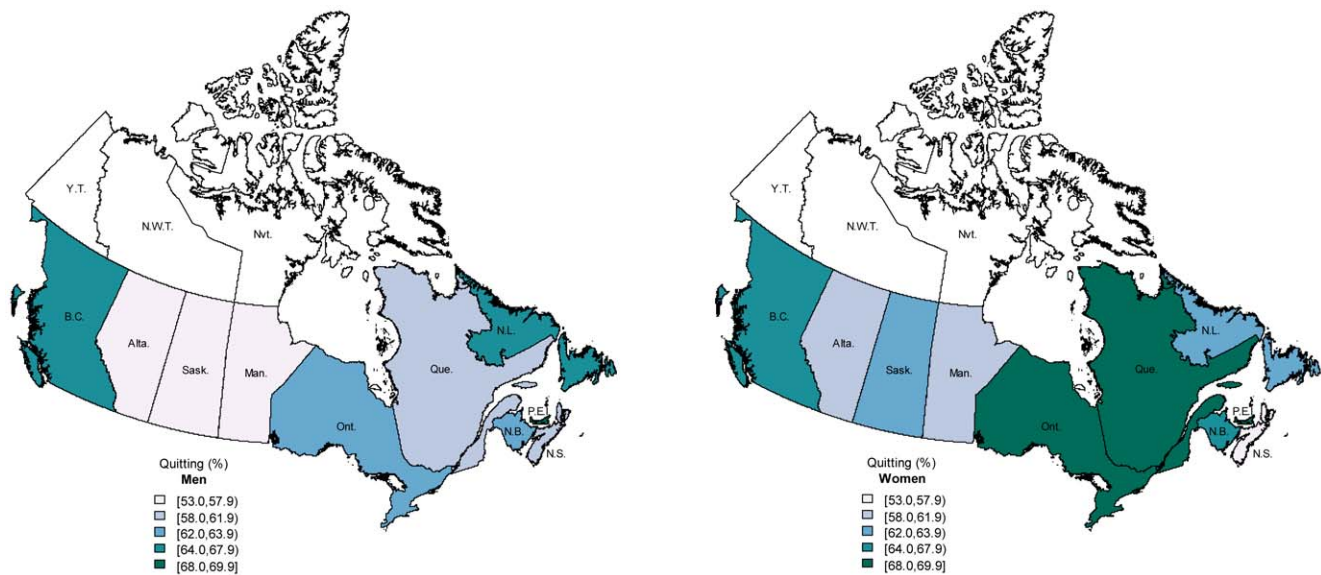 Y.T.
N.W.T.
Nvt.
B.C.
Alta.
Sask.
Man.
Ont.
Que.
N.L.
P.E.I.
N.B.
N.S.
Quitting (%)
Men
[53.0,57.9)
[58.0,61.9)
[62.0,63.9)
[64.0,67.9)
[68.0,69.9]
Y.T.
N.W.T.
Nvt.
B.C.
Alta.
Sask.
Man.
Ont.
Que.
N.L.
P.E.I.
N.B.
N.S.
Quitting (%)
Women
[53.0,57.9)
[58.0,61.9)
[62.0,63.9)
[64.0,67.9)
[68.0,69.9]